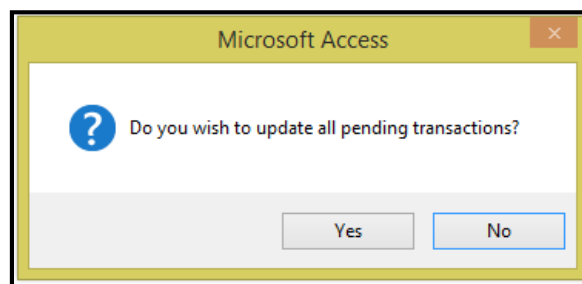 Microsoft Access
Do you wish to update all pending transactions?
Yes No